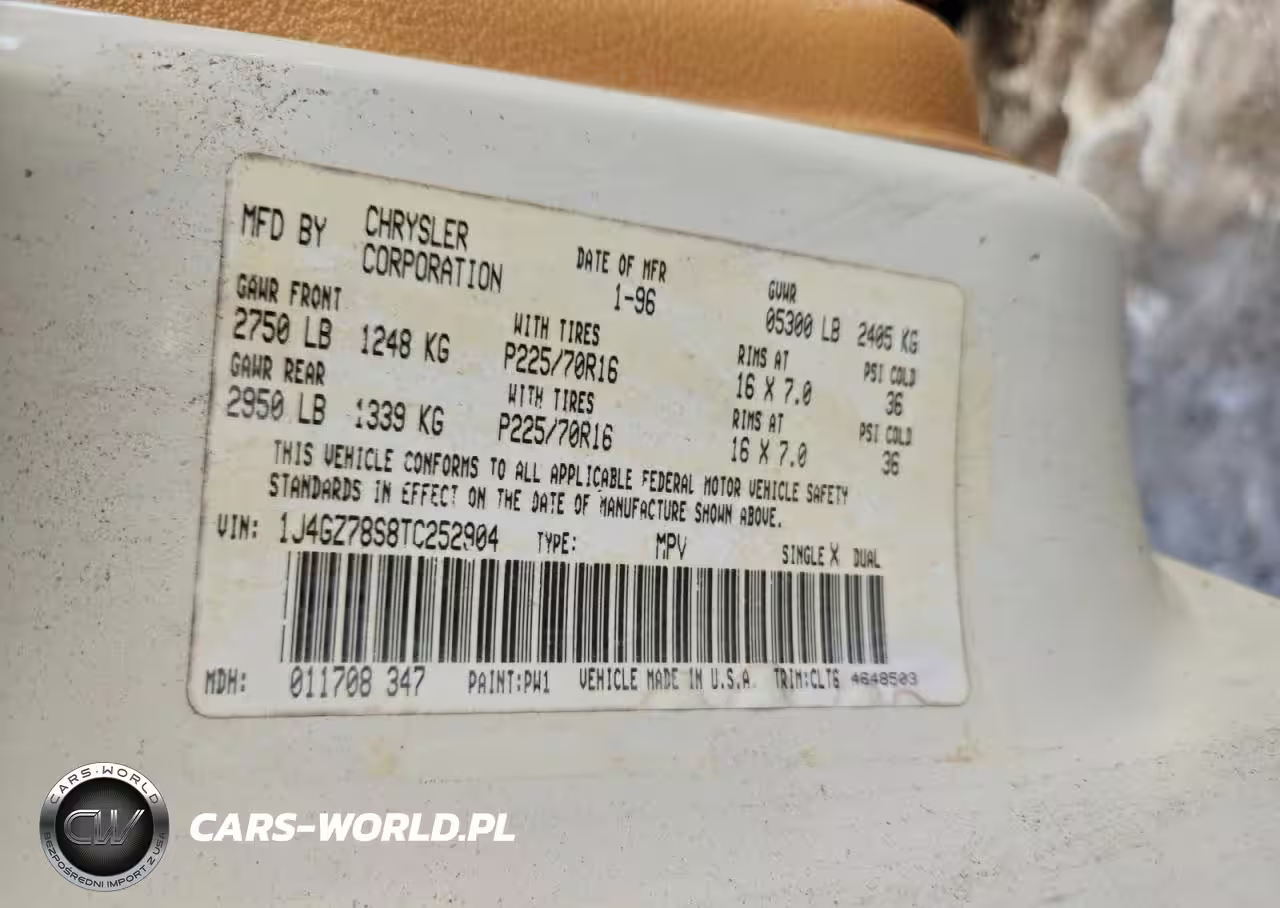 MFD BY CHRYSLER CORPORATION DATE OF MFR 1-96 GVWR 05300 LB 2405 KG
GAWR FRONT
2750 LB 1248 KG WITH TIRES P225/70R16 RIMS AT 16 X 7.0 PSI COLD 36
GAWR REAR
2950 LB 1339 KG WITH TIRES P225/70R16 RIMS AT 16 X 7.0 PSI COLD 36
THIS VEHICLE CONFORMS TO ALL APPLICABLE FEDERAL MOTOR VEHICLE SAFETY
STANDARDS IN EFFECT ON THE DATE OF MANUFACTURE SHOWN ABOVE.
VIN: 1J4GZ78S8TC252904 TYPE: MPV SINGLE X DUAL
MDH: 011708 347 PAINT:PW1 VEHICLE MADE IN U.S.A. TRIM:CLT6 4648503
CARS-WORLD
CW
BEZPOŚREDNI IMPORT Z USA
CARS-WORLD.PL